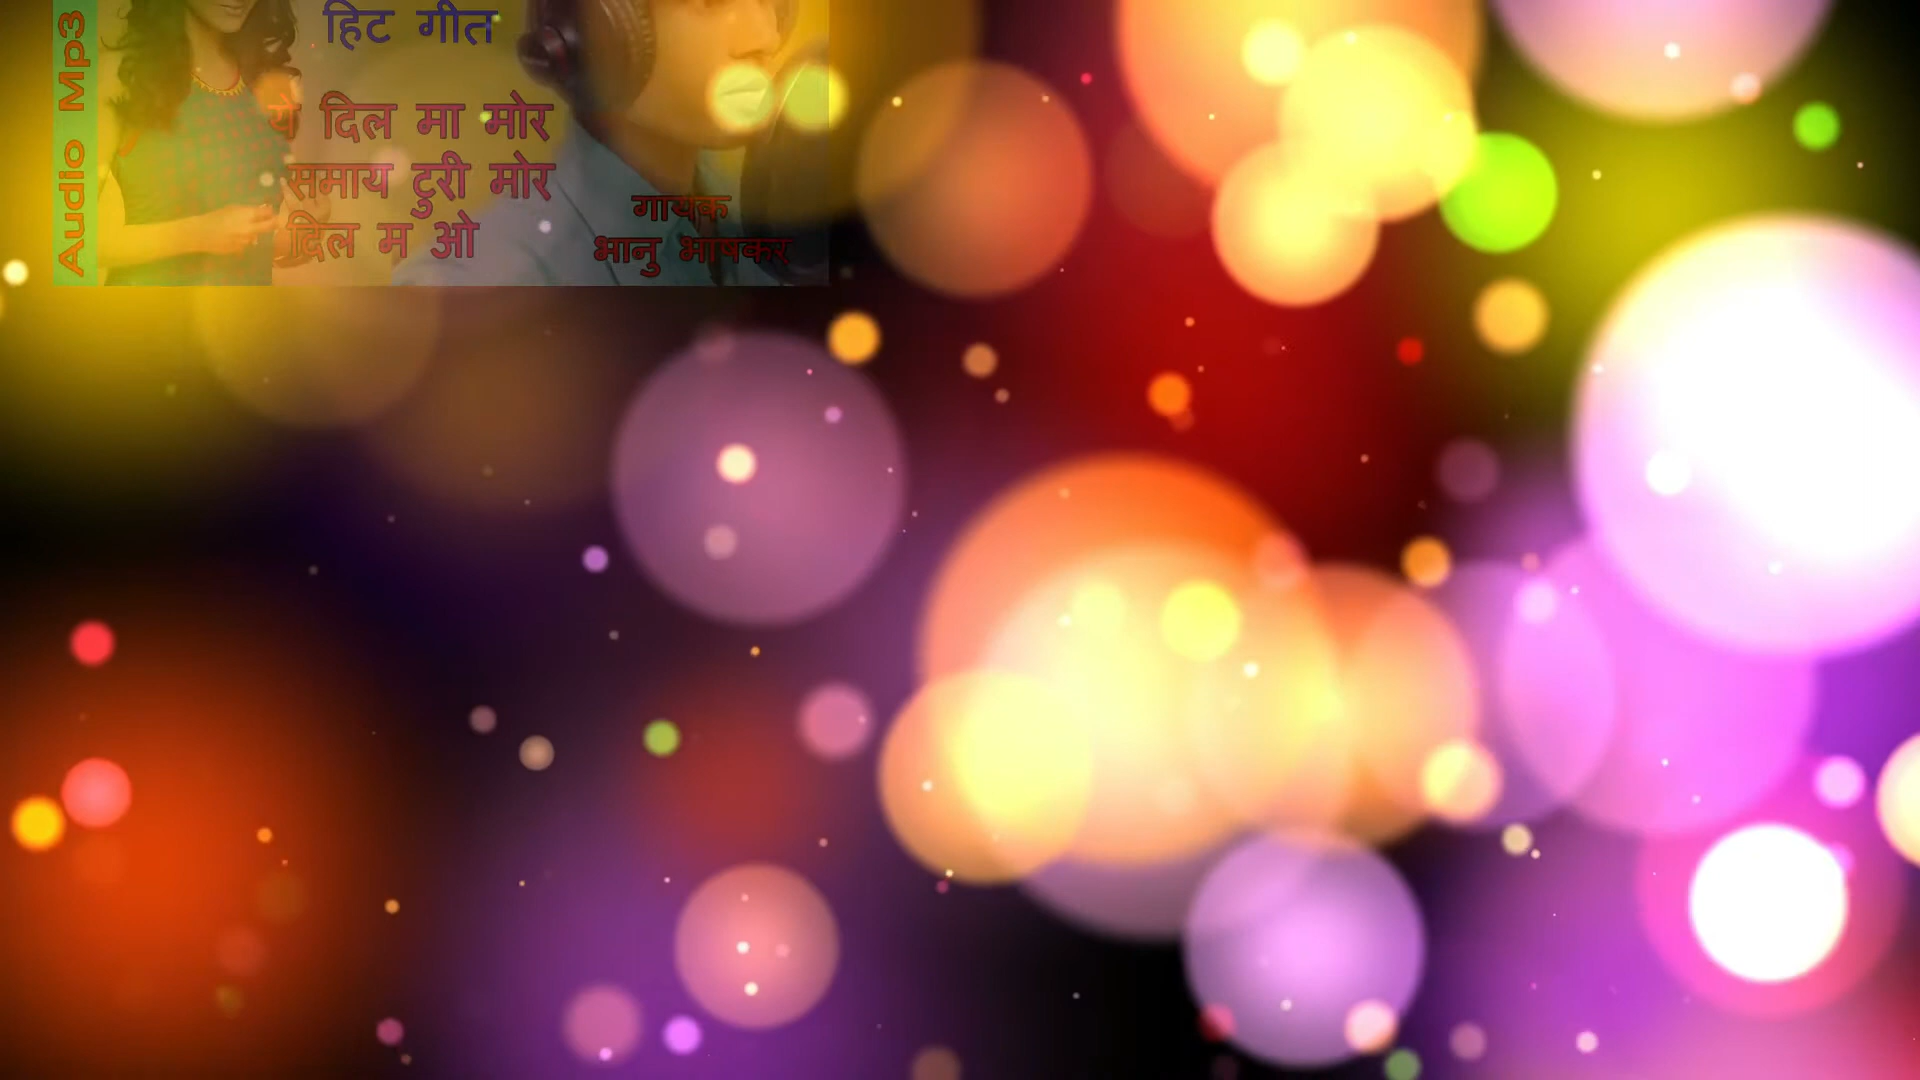 Audio Mp3
हिट गीत
ये दिल मा मोर
समाय टुरी मोर
दिल म ओ
गायक
भानु भाषकर